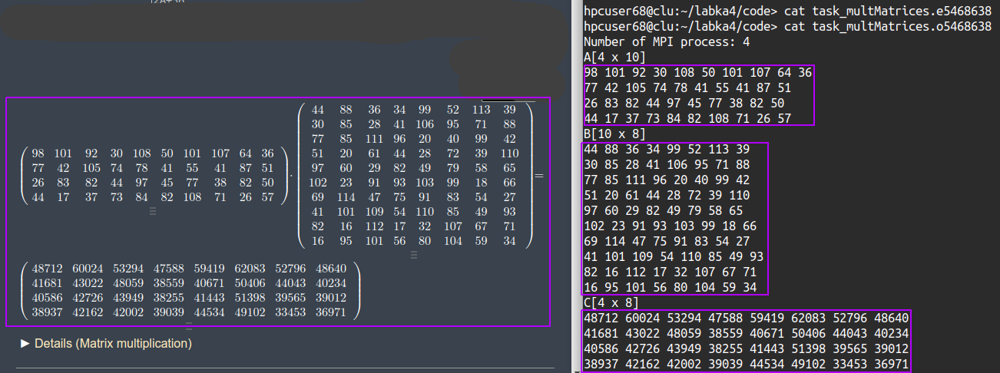 98 101 92 30 108 50 101 107 64 36
77 42 105 74 78 41 55 41 87 51
26 83 82 44 97 45 77 38 82 50
44 17 37 73 84 82 108 71 26 57
·
44 88 36 34 99 52 113 39
30 85 28 41 106 95 71 88
77 85 111 96 20 40 99 42
51 20 61 44 28 72 39 110
97 60 29 82 49 79 58 65
102 23 91 93 103 99 18 66
69 114 47 75 91 83 54 27
41 101 109 54 110 85 49 93
82 16 112 17 32 107 67 71
16 95 101 56 80 104 59 34
=
48712 60024 53294 47588 59419 62083 52796 48640
41681 43022 48059 38559 40671 50406 44043 40234
40586 42726 43949 38255 41443 51398 39565 39012
38937 42162 42002 39039 44534 49102 33453 36971
► Details (Matrix multiplication)
hpcuser68@clu:~/labka4/code> cat task_multMatrices.e5468638
hpcuser68@clu:~/labka4/code> cat task_multMatrices.o5468638
Number of MPI process: 4
A[4 x 10]
98 101 92 30 108 50 101 107 64 36
77 42 105 74 78 41 55 41 87 51
26 83 82 44 97 45 77 38 82 50
44 17 37 73 84 82 108 71 26 57
B[10 x 8]
44 88 36 34 99 52 113 39
30 85 28 41 106 95 71 88
77 85 111 96 20 40 99 42
51 20 61 44 28 72 39 110
97 60 29 82 49 79 58 65
102 23 91 93 103 99 18 66
69 114 47 75 91 83 54 27
41 101 109 54 110 85 49 93
82 16 112 17 32 107 67 71
16 95 101 56 80 104 59 34
C[4 x 8]
48712 60024 53294 47588 59419 62083 52796 48640
41681 43022 48059 38559 40671 50406 44043 40234
40586 42726 43949 38255 41443 51398 39565 39012
38937 42162 42002 39039 44534 49102 33453 36971